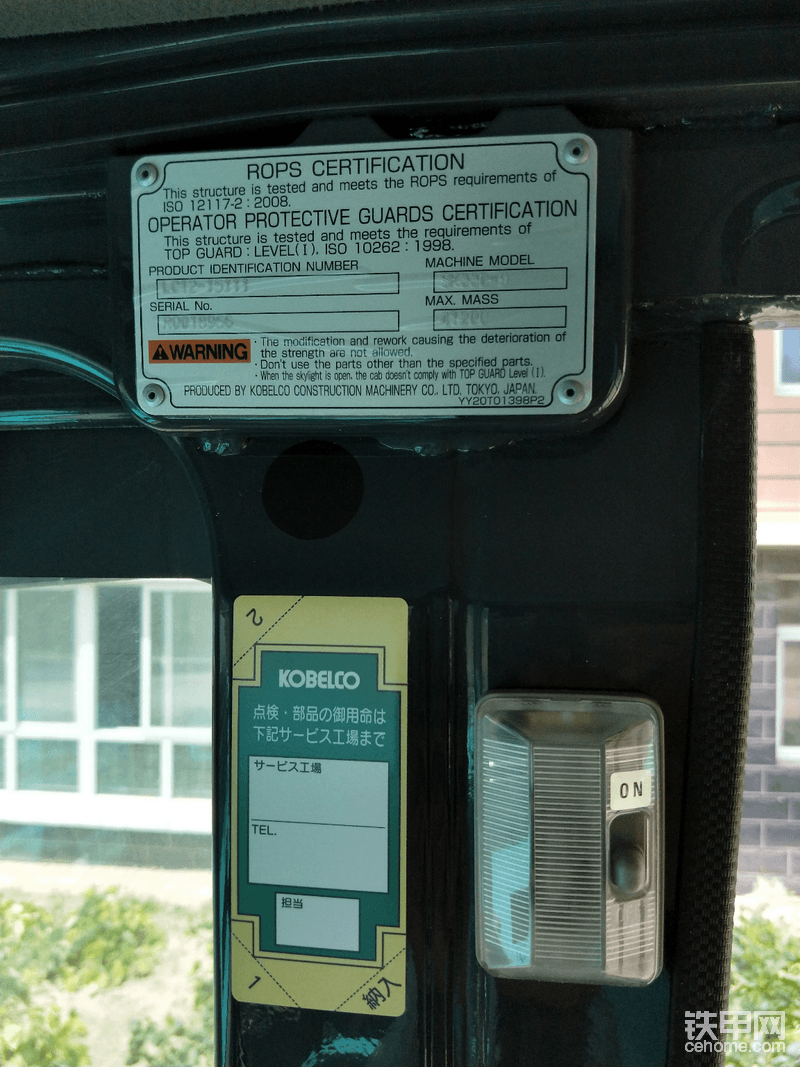 ROPS CERTIFICATION
This structure is tested and meets the ROPS requirements of
ISO 12117-2 : 2008.
OPERATOR PROTECTIVE GUARDS CERTIFICATION
This structure is tested and meets the requirements of
TOP GUARD : LEVEL(I). ISO 10262 : 1998.
PRODUCT IDENTIFICATION NUMBER
MACHINE MODEL
SERIAL No.
MAX. MASS
WARNING
· The modification and rework causing the deterioration of
the strength are not allowed.
· Don't use the parts other than the specified parts.
· When the skylight is open, the cab doesn't comply with TOP GUARD Level (I).
PRODUCED BY KOBELCO CONSTRUCTION MACHINERY CO., LTD. TOKYO, JAPAN.
YY20T01398P2
2
KOBELCO
点検・部品の御用命は
下記サービス工場まで
サービス工場
TEL.
担当
1
納入
ON
铁甲网
cehome.com